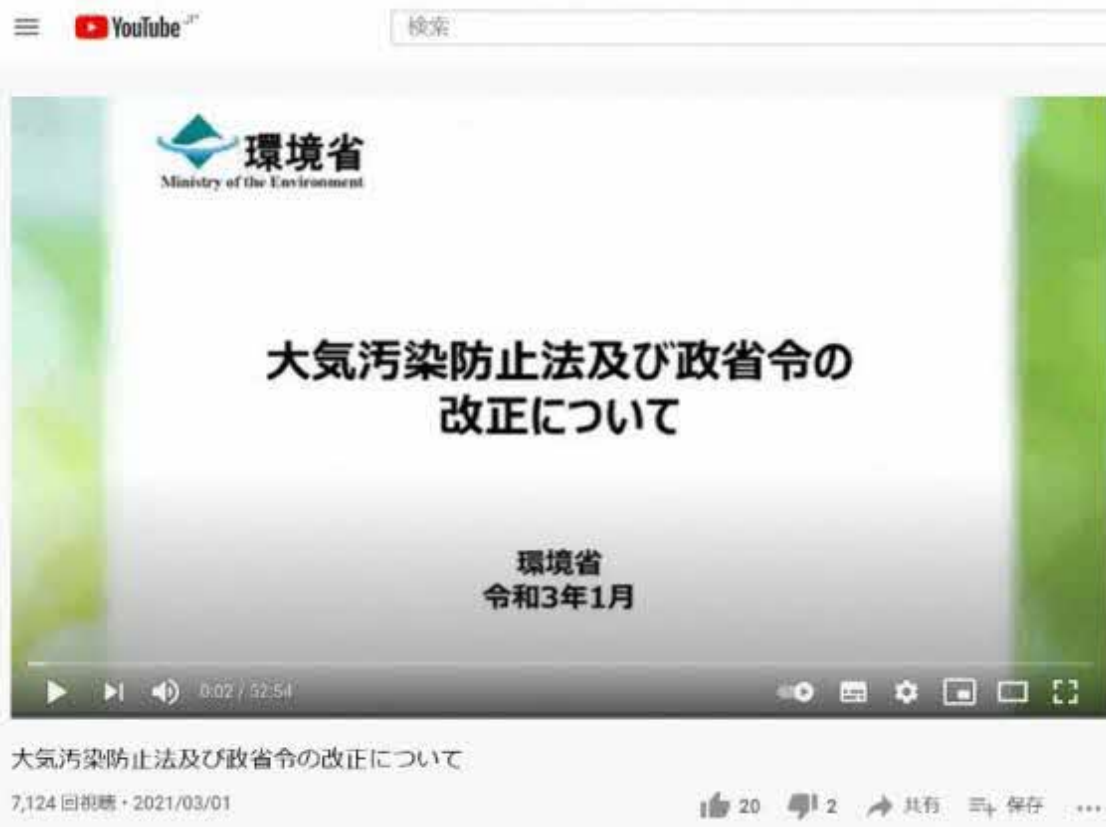 YouTube JP
検索
環境省
Ministry of the Environment
大気汚染防止法及び政省令の
改正について
環境省
令和3年1月
0:02 / 52:54
大気汚染防止法及び政省令の改正について
7,124 回視聴・2021/03/01
20 2 共有 保存